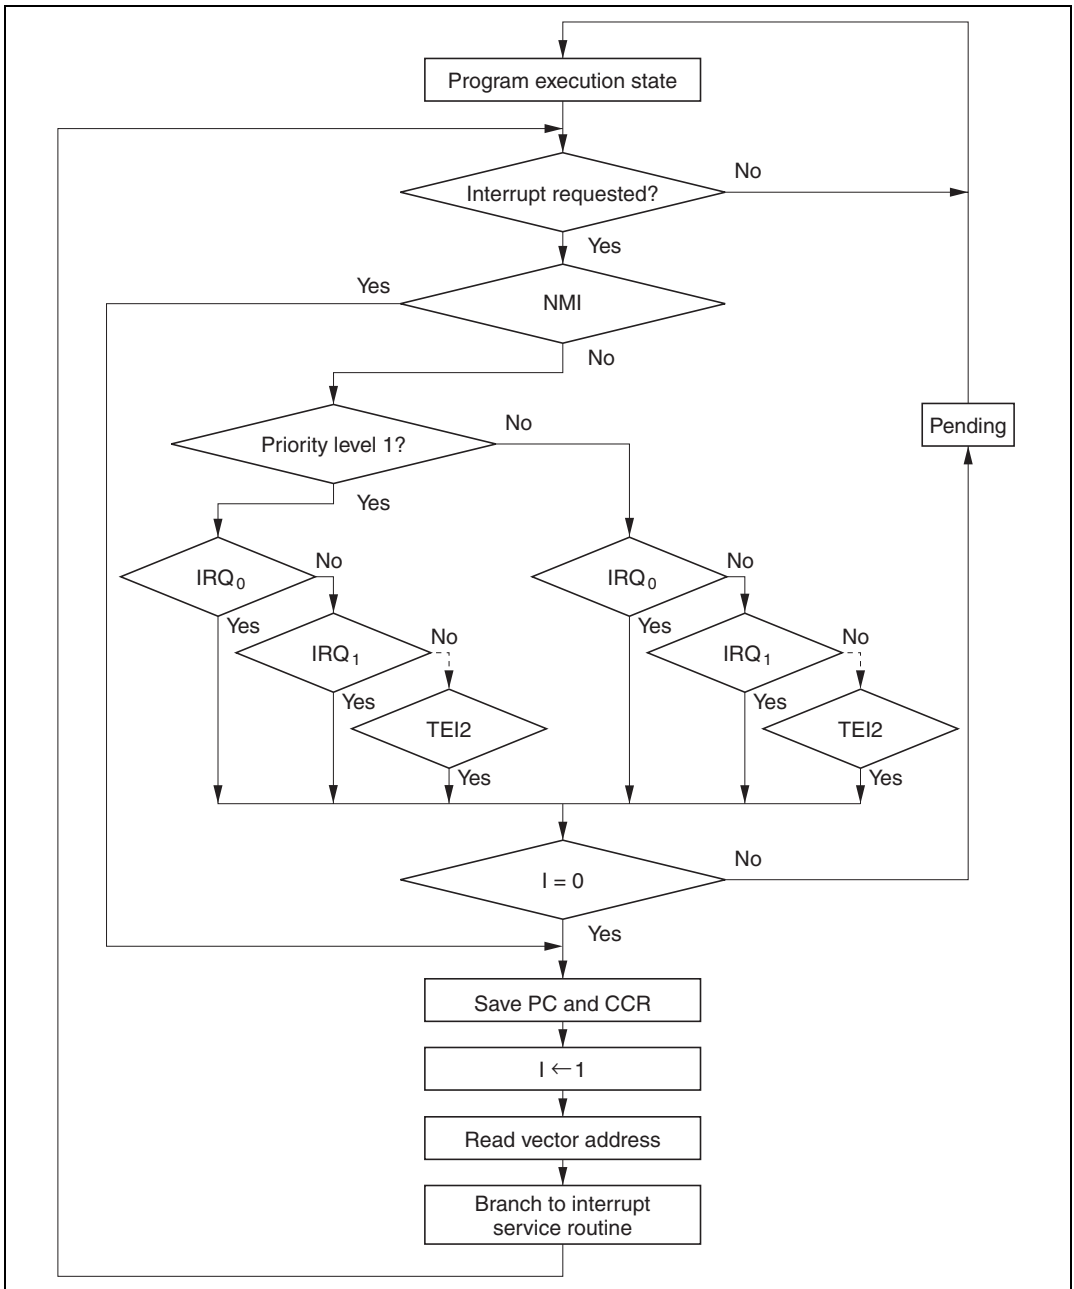 Program execution state
Interrupt requested?
No
Yes
Yes
NMI
No
Priority level 1?
No
Pending
Yes
IRQ0
No
IRQ0
No
Yes
IRQ1
No
Yes
IRQ1
No
Yes
TEI2
Yes
TEI2
Yes
Yes
I = 0
No
Yes
Save PC and CCR
I ← 1
Read vector address
Branch to interrupt
service routine